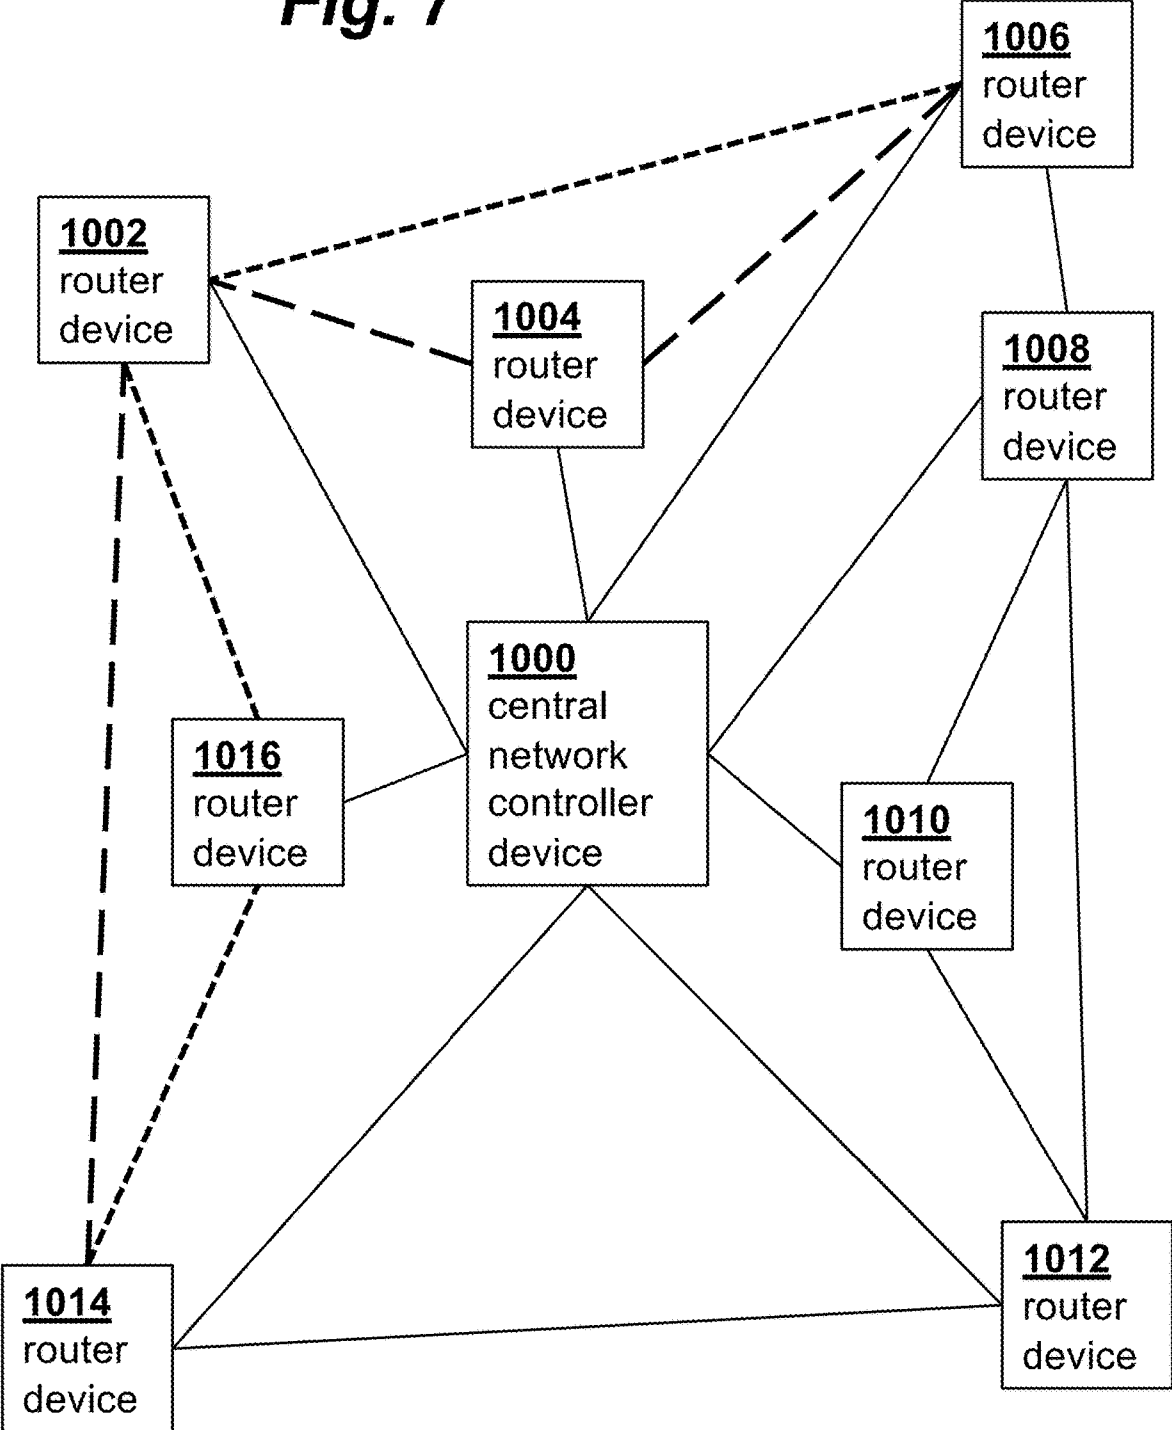 Fig. 7
1006
router
device
1002
router
device
1004
router
device
1008
router
device
1000
central
network
controller
device
1016
router
device
1010
router
device
1012
router
device
1014
router
device